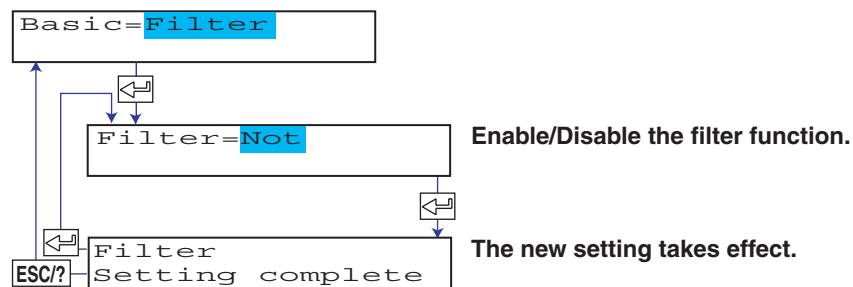 Basic=Filter
Filter=Not
Enable/Disable the filter function.
Filter
Setting complete
The new setting takes effect.
ESC/?